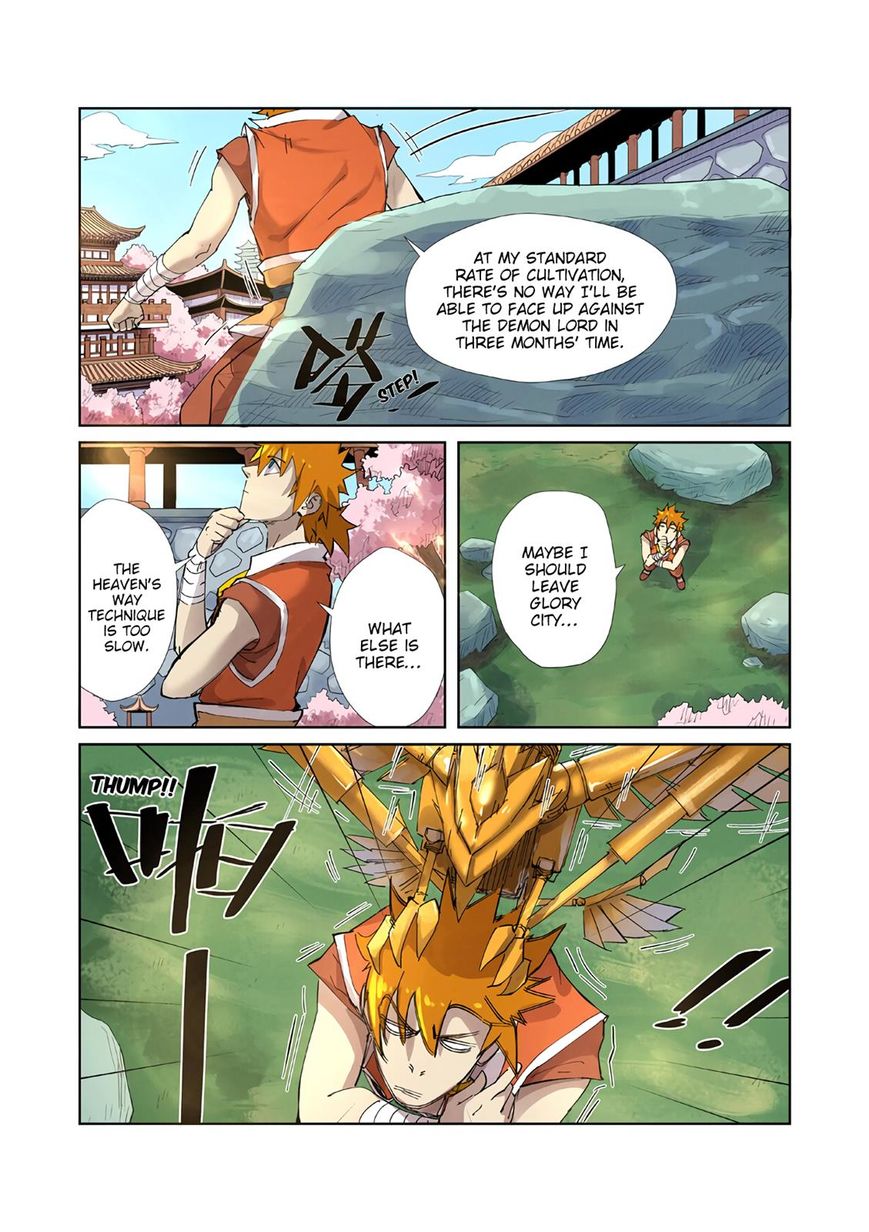 AT MY STANDARD
RATE OF CULTIVATION,
THERE'S NO WAY I'LL BE
ABLE TO FACE UP AGAINST
THE DEMON LORD IN
THREE MONTHS' TIME.
STEP!
THE
HEAVEN'S
WAY
TECHNIQUE
IS TOO
SLOW.
WHAT
ELSE IS
THERE...
MAYBE I
SHOULD
LEAVE
GLORY
CITY...
THUMP!!